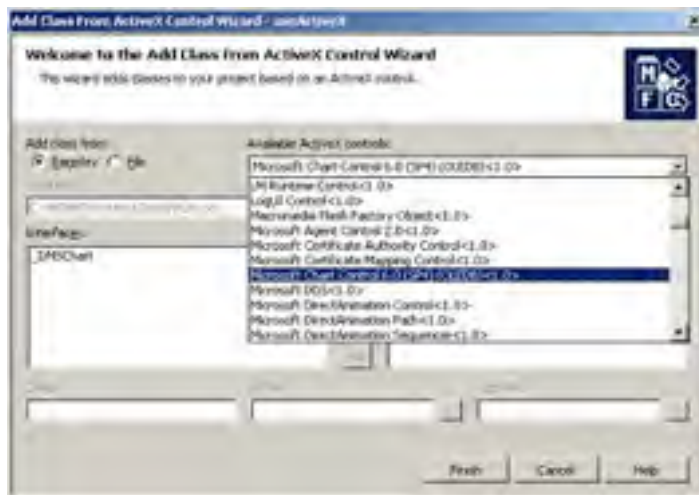 Add Class From ActiveX Control Wizard - useActiveX
Welcome to the Add Class from ActiveX Control Wizard
This wizard adds classes to your project based on an ActiveX control.
M
F C
Add class from:
Registry File
Available ActiveX controls:
Microsoft Chart Control 6.0 (SP4) (OLEDB)<1.0>
LM Runtime Control<1.0>
LogUI Control<1.0>
Macromedia Flash Factory Object<1.0>
Microsoft Agent Control 2.0<1.0>
Microsoft Certificate Authority Control<1.0>
Microsoft Certificate Mapping Control<1.0>
Microsoft Chart Control 6.0 (SP4) (OLEDB)<1.0>
Microsoft DDS<1.0>
Microsoft DirectAnimation Control<1.0>
Microsoft DirectAnimation Path<1.0>
Microsoft DirectAnimation Sequencer<1.0>
Interfaces:
_DMSChart
Finish
Cancel
Help